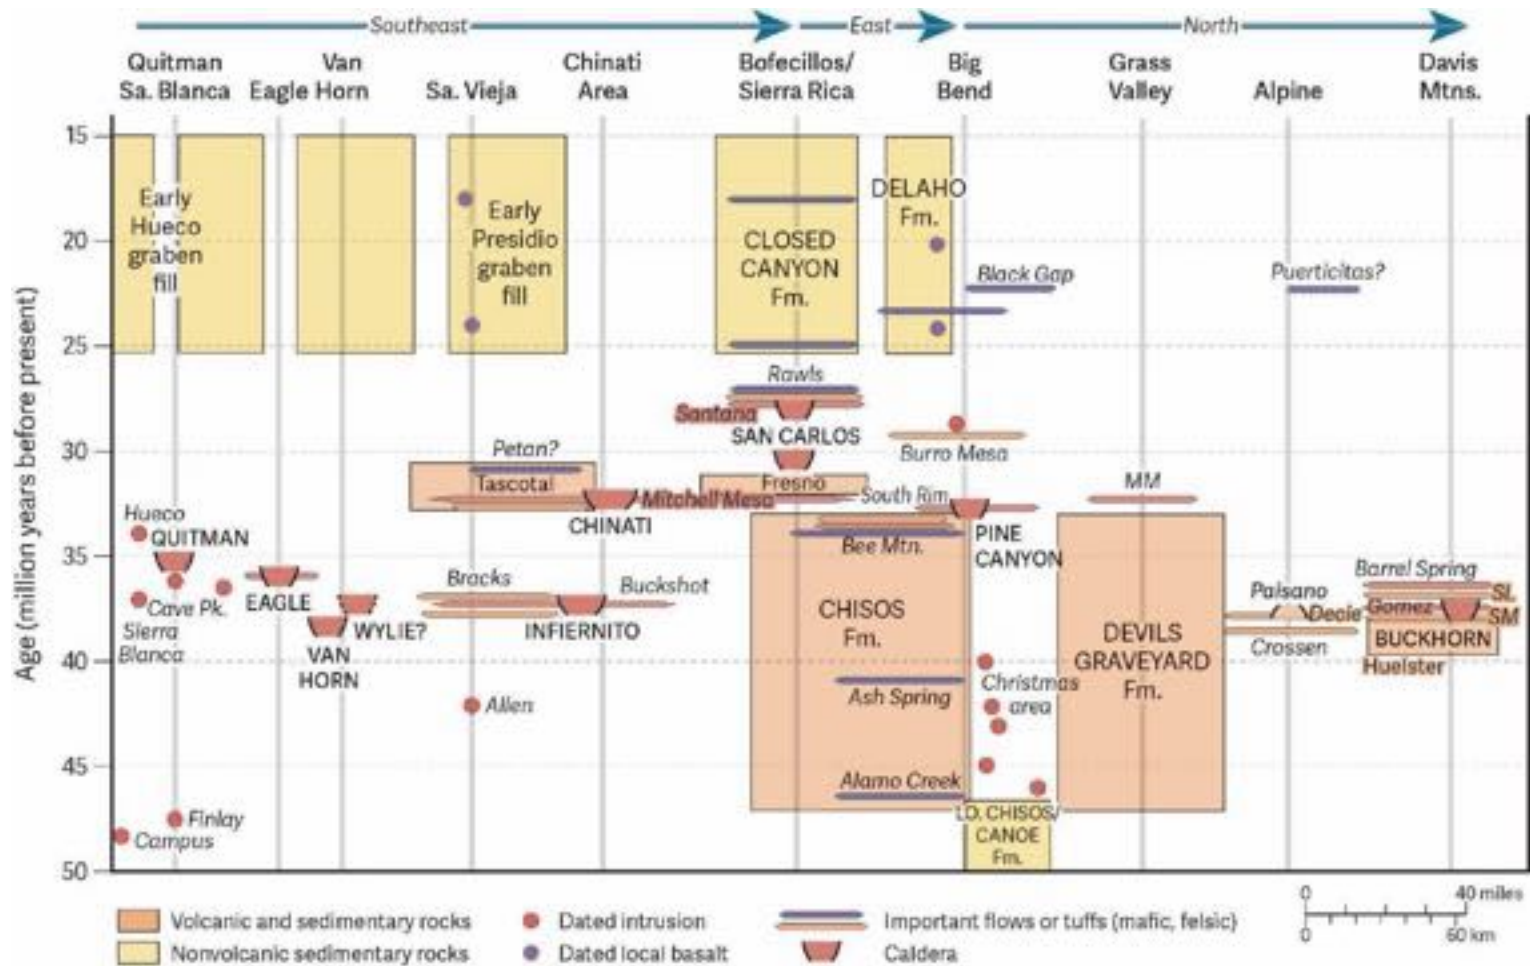 Southeast
East
North
Quitman
Sa. Blanca
Eagle
Van
Horn
Sa. Vieja
Chinati
Area
Bofecillos/
Sierra Rica
Big
Bend
Grass
Valley
Alpine
Davis
Mtns.
Age (million years before present)
15
20
25
30
35
40
45
50
Early
Hueco
graben
fill
Early
Presidio
graben
fill
CLOSED
CANYON
Fm.
DELAHO
Fm.
Black Gap
Puerticitas?
Rawls
Santana
SAN CARLOS
Burro Mesa
Petan?
Tascotal
Mitchell Mesa
CHINATI
Fresno
South Rim
MM
Bee Mtn.
PINE
CANYON
Hueco
QUITMAN
Cave Pk.
Sierra
Blanca
EAGLE
WYLIE?
VAN
HORN
Bracks
Buckshot
INFIERNITO
CHISOS
Fm.
DEVILS
GRAVEYARD
Fm.
Barrel Spring
Paisano
Decie
Gomez
SL
SM
BUCKHORN
Crossen
Huelster
Allen
Ash Spring
Christmas
area
Alamo Creek
LO. CHISOS/
CANOE
Fm.
Finlay
Campus
Volcanic and sedimentary rocks
Nonvolcanic sedimentary rocks
Dated intrusion
Dated local basalt
Important flows or tuffs (mafic, felsic)
Caldera
0 40 miles
0 60 km